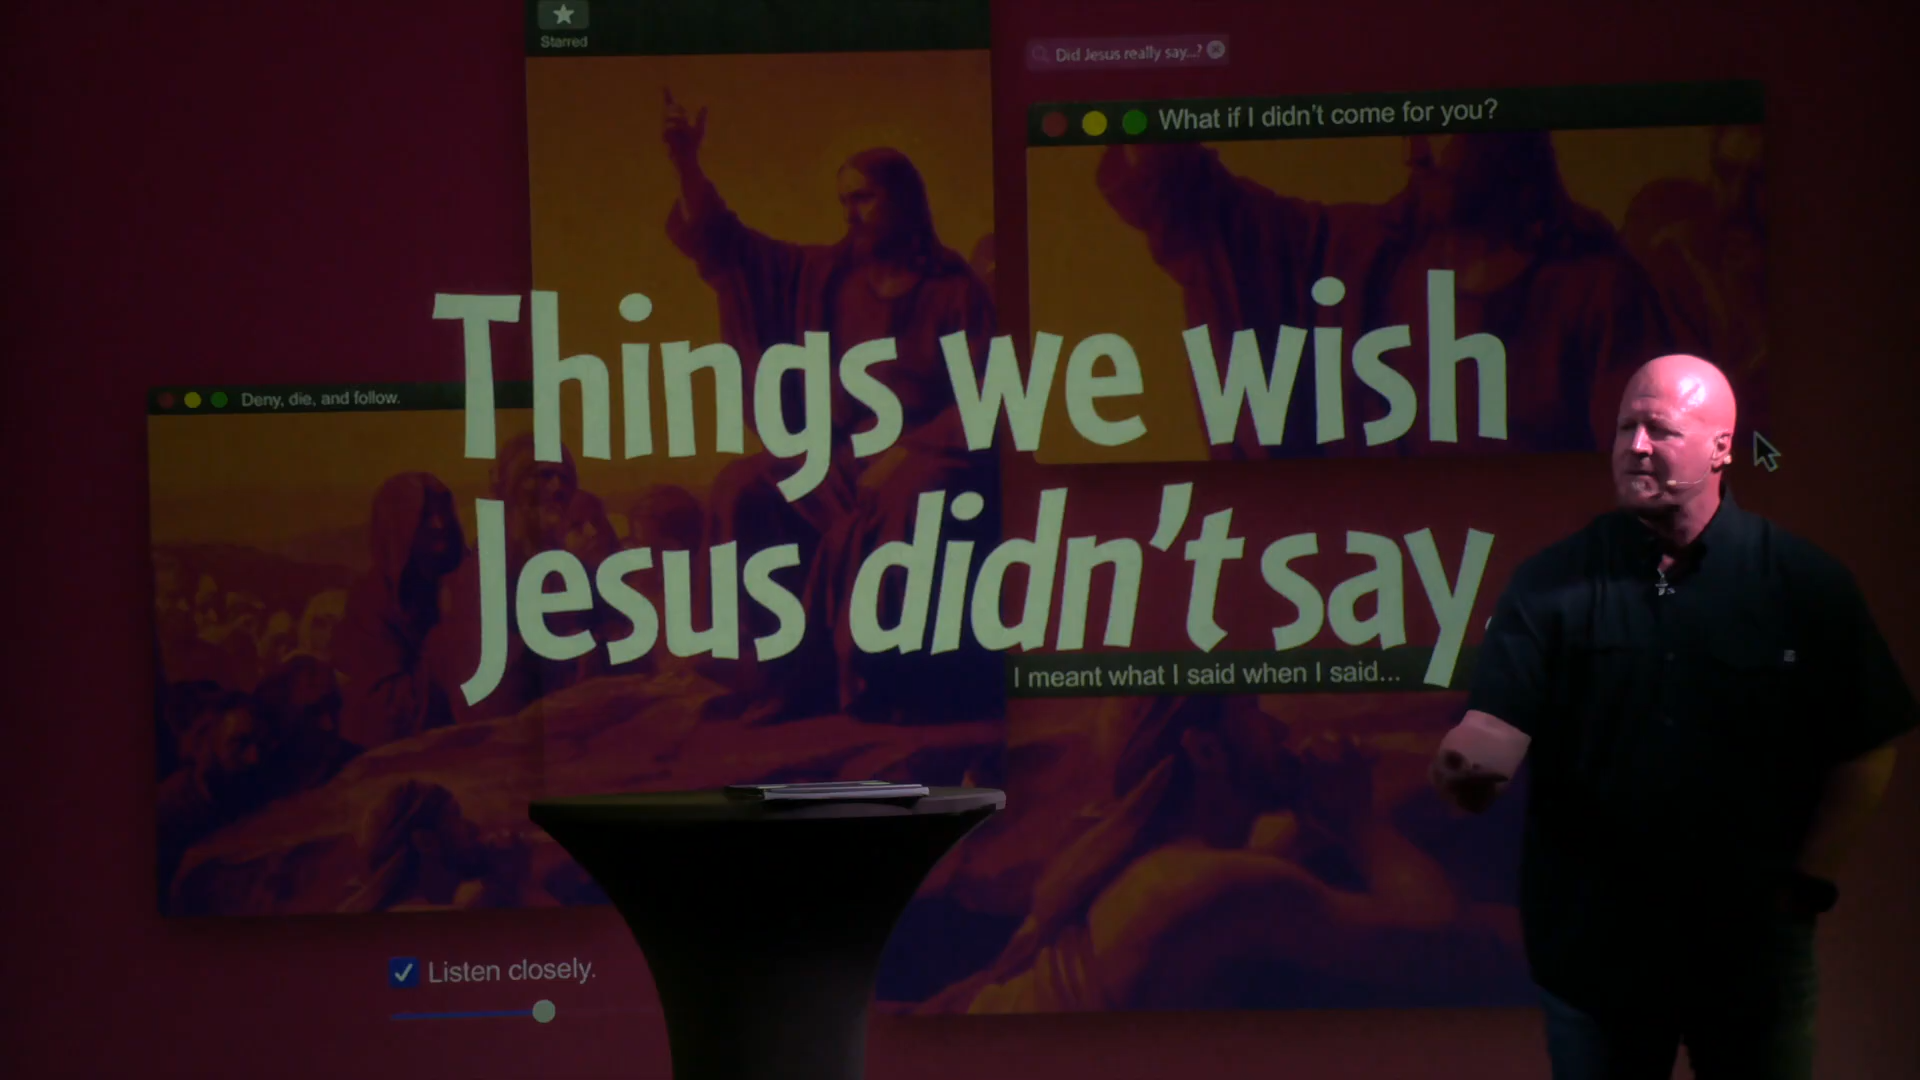 Starred
Did Jesus really say...?
What if I didn't come for you?
Deny, die, and follow.
Things we wish
Jesus didn't say.
I meant what I said when I said...
Listen closely.